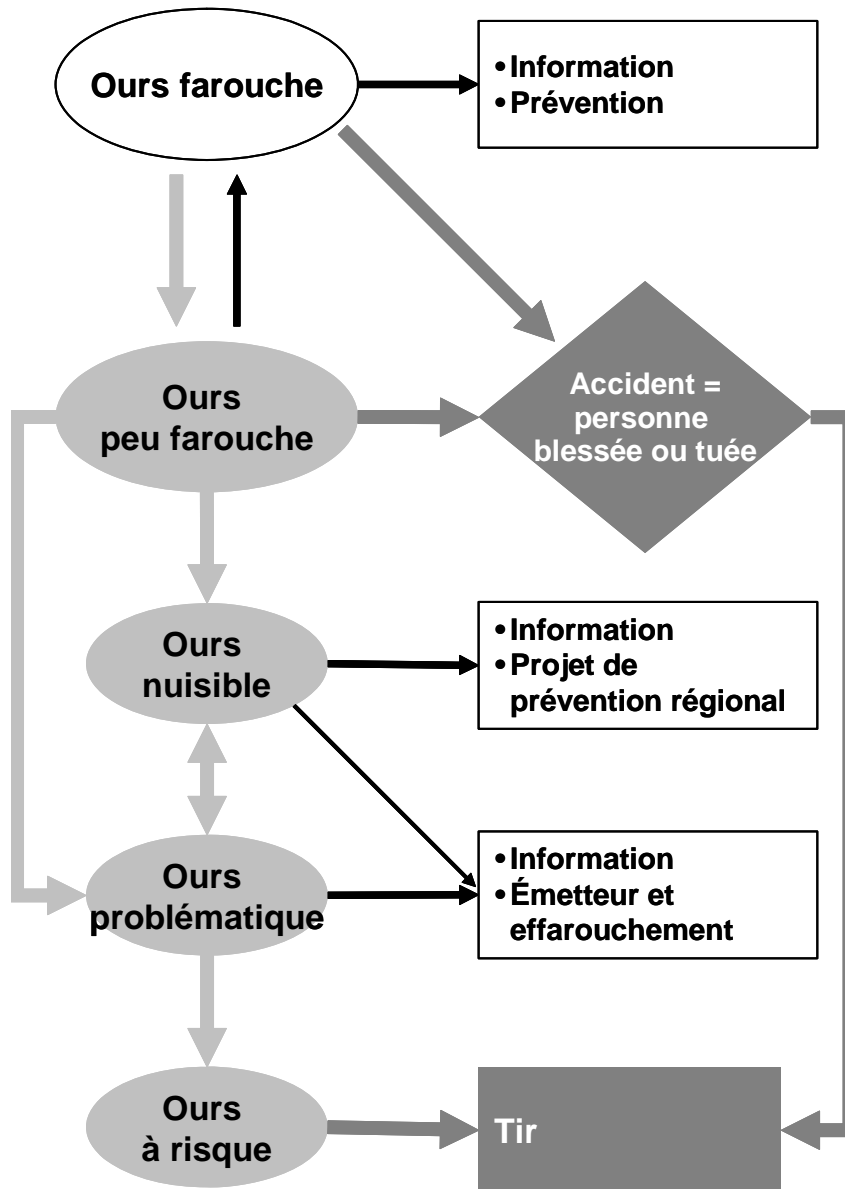 Ours farouche
•Information
•Prévention
Ours
peu farouche
Accident =
personne
blessée ou tuée
Ours
nuisible
•Information
•Projet de
prévention régional
Ours
problématique
•Information
•Émetteur et
effarouchement
Ours
à risque
Tir